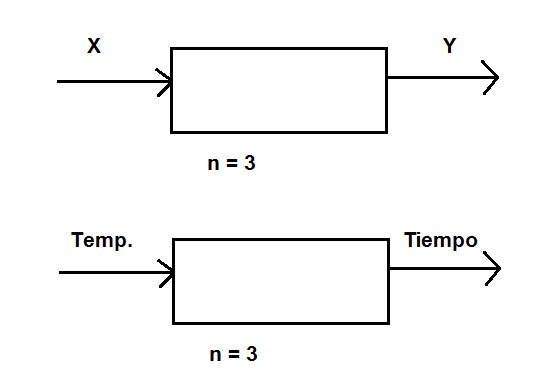 X Y
n = 3
Temp. Tiempo
n = 3